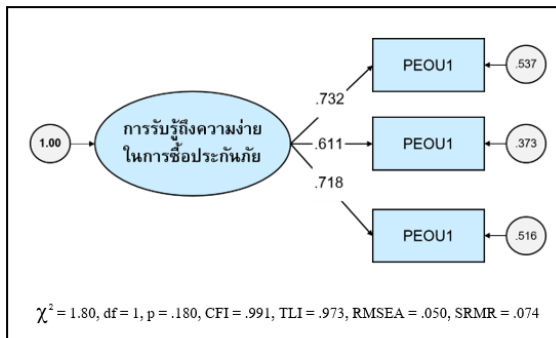 PEOU1
.537
.732
1.00
การรับรู้ถึงความง่าย
ในการซื้อประกันภัย
.611
PEOU1
.373
.718
PEOU1
.516
χ² = 1.80, df = 1, p = .180, CFI = .991, TLI = .973, RMSEA = .050, SRMR = .074